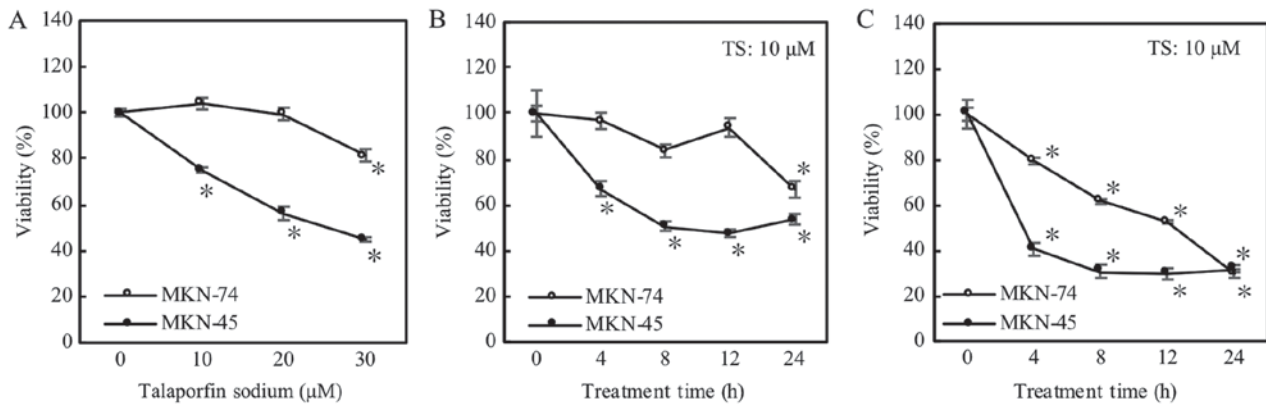 A
140
120
100
80
60
40
20
0
Viability (%)
*
*
*
*
MKN-74
MKN-45
0 10 20 30
Talaporfin sodium (μM)
B
140
120
100
80
60
40
20
0
Viability (%)
TS: 10 μM
*
*
*
*
*
MKN-74
MKN-45
0 4 8 12 24
Treatment time (h)
C
140
120
100
80
60
40
20
0
Viability (%)
TS: 10 μM
*
*
*
*
*
*
*
*
MKN-74
MKN-45
0 4 8 12 24
Treatment time (h)